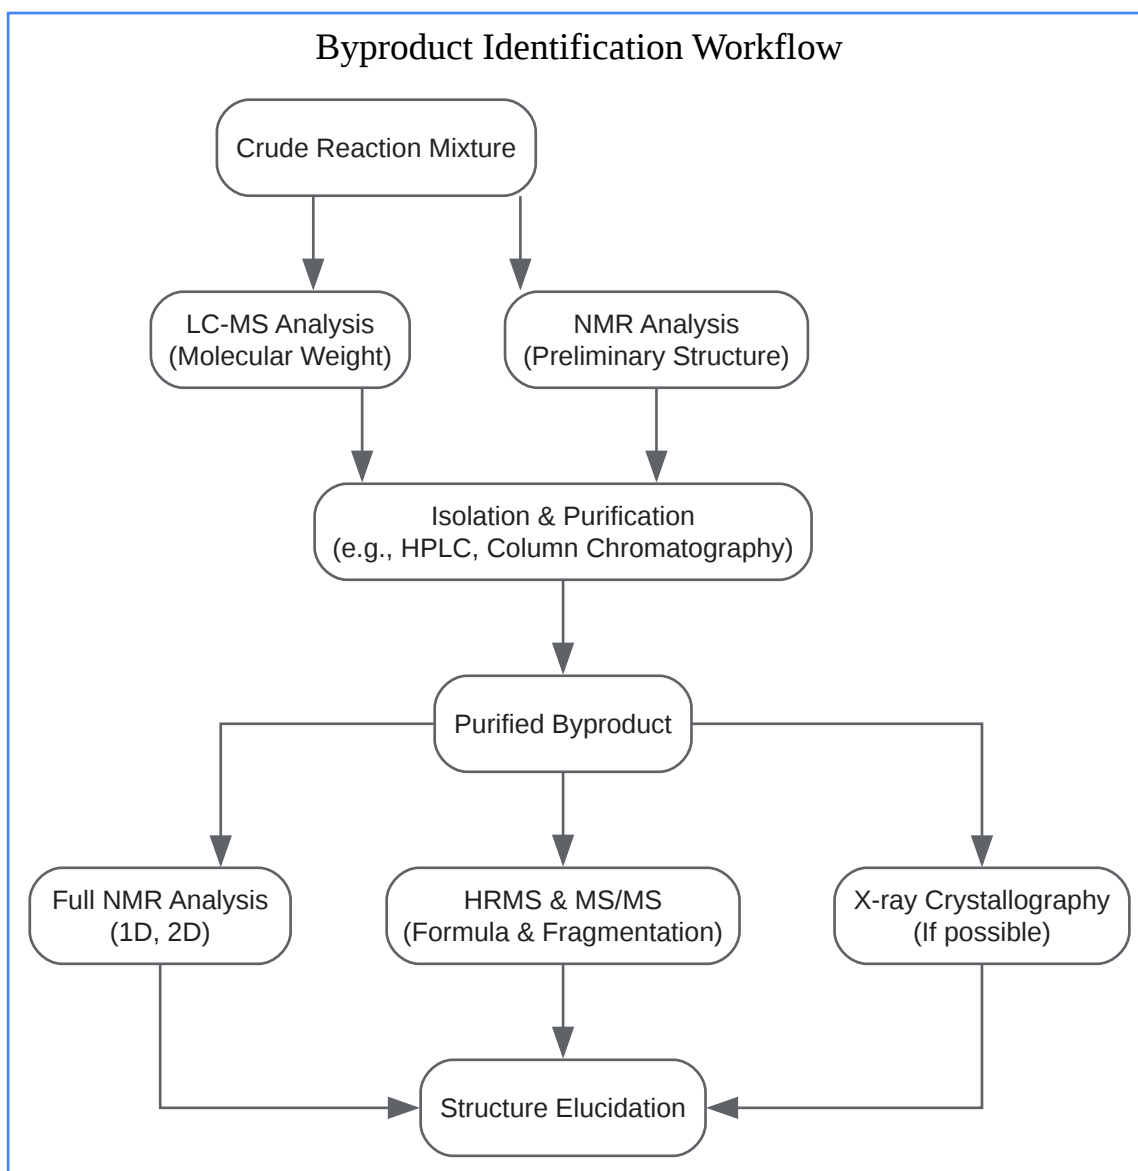 Byproduct Identification Workflow
Crude Reaction Mixture
LC-MS Analysis
(Molecular Weight)
NMR Analysis
(Preliminary Structure)
Isolation & Purification
(e.g., HPLC, Column Chromatography)
Purified Byproduct
Full NMR Analysis
(1D, 2D)
HRMS & MS/MS
(Formula & Fragmentation)
X-ray Crystallography
(If possible)
Structure Elucidation